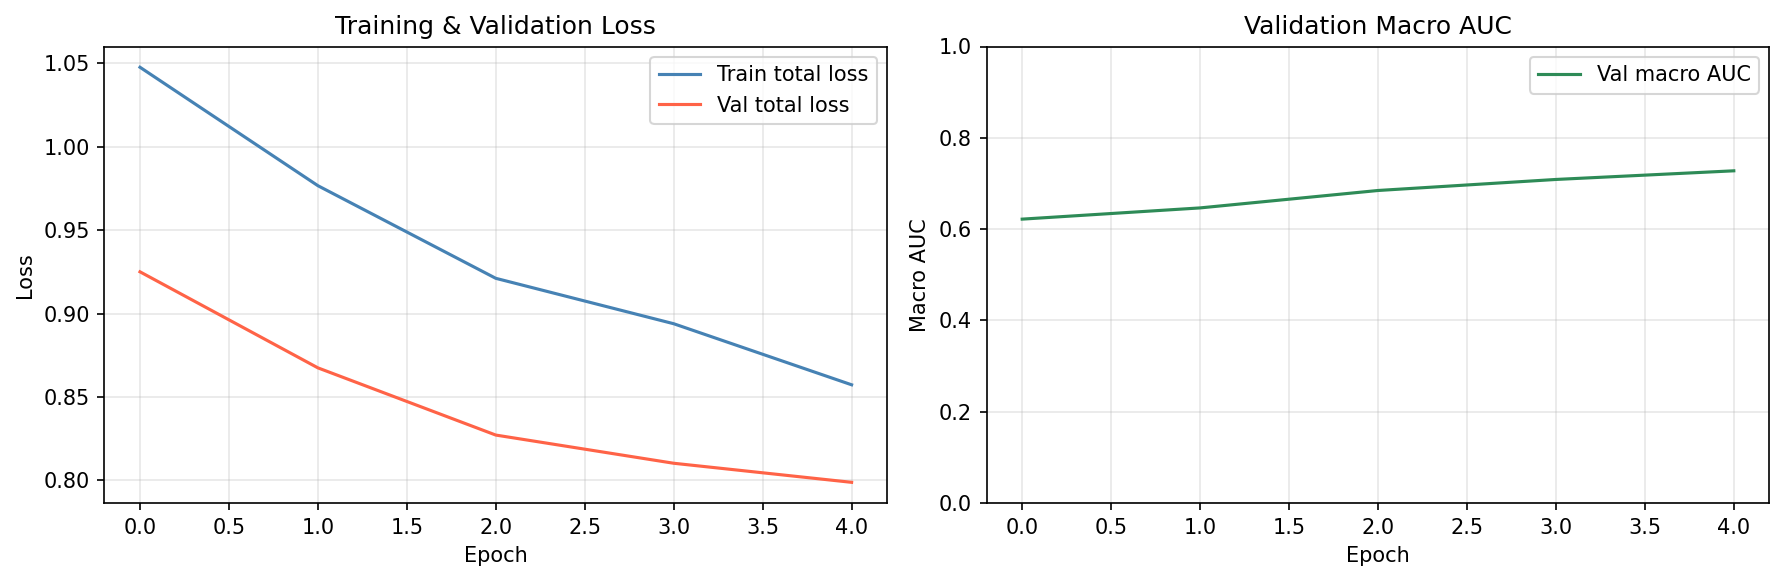 Training & Validation Loss
Train total loss
Val total loss
1.05
1.00
0.95
0.90
0.85
0.80
Loss
0.0 0.5 1.0 1.5 2.0 2.5 3.0 3.5 4.0
Epoch
Validation Macro AUC
Val macro AUC
1.0
0.8
0.6
0.4
0.2
0.0
Macro AUC
0.0 0.5 1.0 1.5 2.0 2.5 3.0 3.5 4.0
Epoch